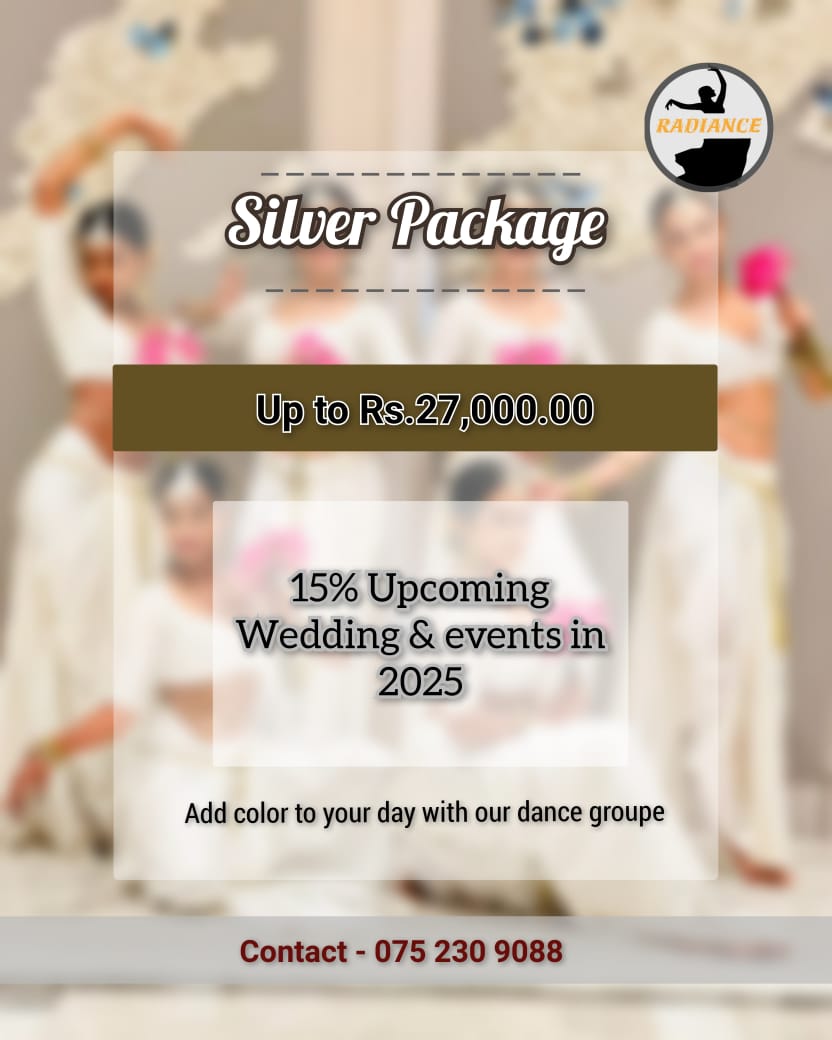 RADIANCE
Silver Package
Up to Rs.27,000.00
15% Upcoming
Wedding & events in
2025
Add color to your day with our dance groupe
Contact - 075 230 9088